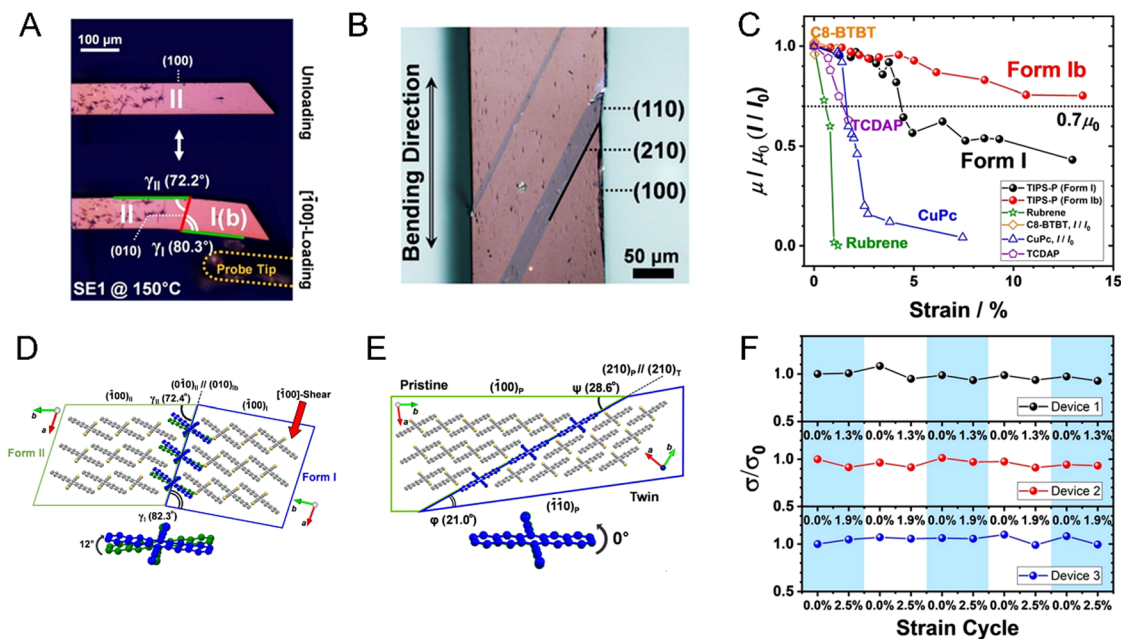 A
100 μm
(100)
II
Unloading
γII (72.2°)
II
I(b)
(010)
γI (80.3°)
Probe Tip
SE1 @ 150°C
[1̄00]-Loading
B
Bending Direction
(110)
(210)
(100)
50 μm
C
μ / μ0 (I / I0)
1.0
0.5
0.0
C8-BTBT
Form Ib
0.7μ0
TCDAP
Form I
CuPc
Rubrene
TIPS-P (Form I)
TIPS-P (Form Ib)
Rubrene
C8-BTBT, I / I0
CuPc, I / I0
TCDAP
0 5 10 15
Strain / %
D
(01̄0)II // (010)Ib
(1̄00)II
γII (72.4°)
(1̄00)I
[1̄00]-Shear
b
a
Form II
Form I
b
a
γI (82.3°)
12°
E
(210)P // (210)T
Pristine
(1̄00)P
Ψ (28.6°)
b
a
b
a
Twin
φ (21.0°)
(1̄1̄0)P
0°
F
σ/σ0
1.0
0.5
Device 1
0.0% 1.3% 0.0% 1.3% 0.0% 1.3% 0.0% 1.3% 0.0% 1.3%
1.0
0.5
Device 2
0.0% 1.9% 0.0% 1.9% 0.0% 1.9% 0.0% 1.9% 0.0% 1.9%
1.0
0.5
Device 3
0.0% 2.5% 0.0% 2.5% 0.0% 2.5% 0.0% 2.5% 0.0% 2.5%
Strain Cycle